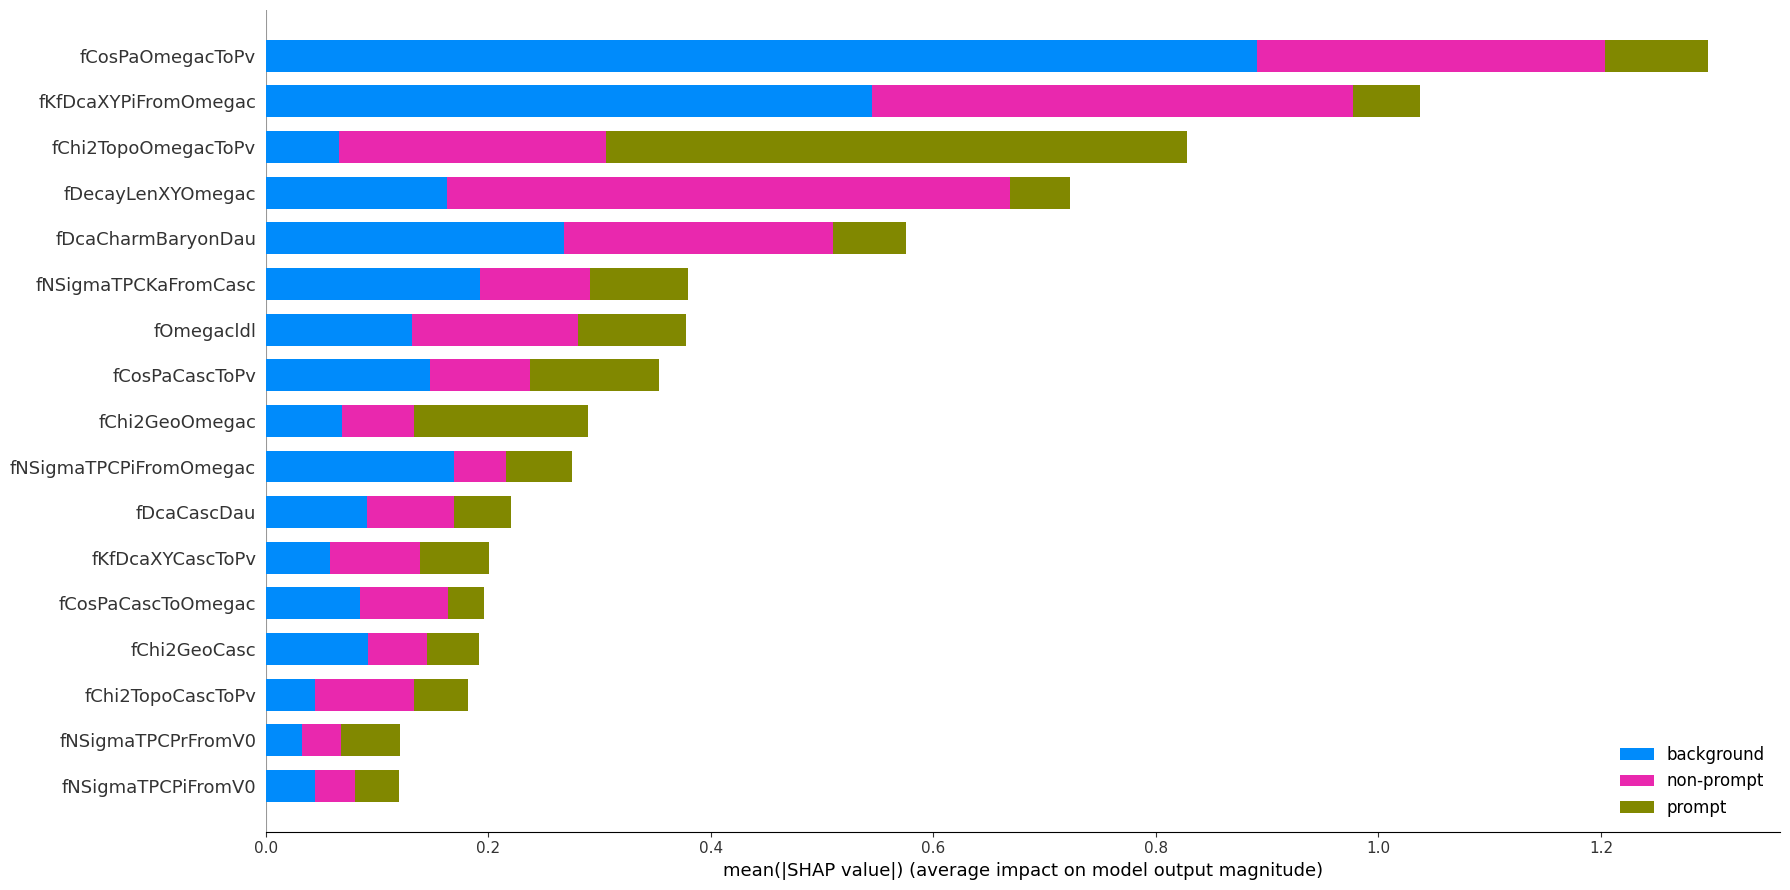 fCosPaOmegacToPv
fKfDcaXYPiFromOmegac
fChi2TopoOmegacToPv
fDecayLenXYOmegac
fDcaCharmBaryonDau
fNSigmaTPCKaFromCasc
fOmegacldl
fCosPaCascToPv
fChi2GeoOmegac
fNSigmaTPCPiFromOmegac
fDcaCascDau
fKfDcaXYCascToPv
fCosPaCascToOmegac
fChi2GeoCasc
fChi2TopoCascToPv
fNSigmaTPCPrFromV0
fNSigmaTPCPiFromV0
background
non-prompt
prompt
0.0 0.2 0.4 0.6 0.8 1.0 1.2
mean(|SHAP value|) (average impact on model output magnitude)